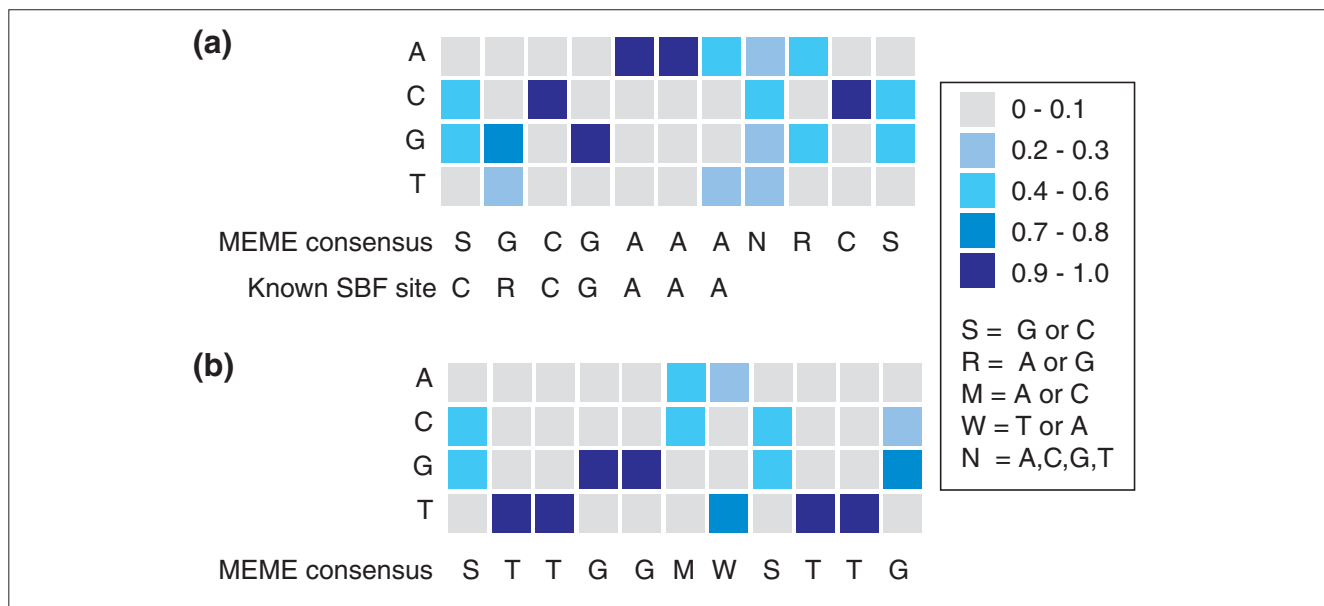 (a)
A
C
G
T
MEME consensus S G C G A A A N R C S
Known SBF site C R C G A A A
(b)
A
C
G
T
MEME consensus S T T G G M W S T T G
0 - 0.1
0.2 - 0.3
0.4 - 0.6
0.7 - 0.8
0.9 - 1.0
S = G or C
R = A or G
M = A or C
W = T or A
N = A,C,G,T